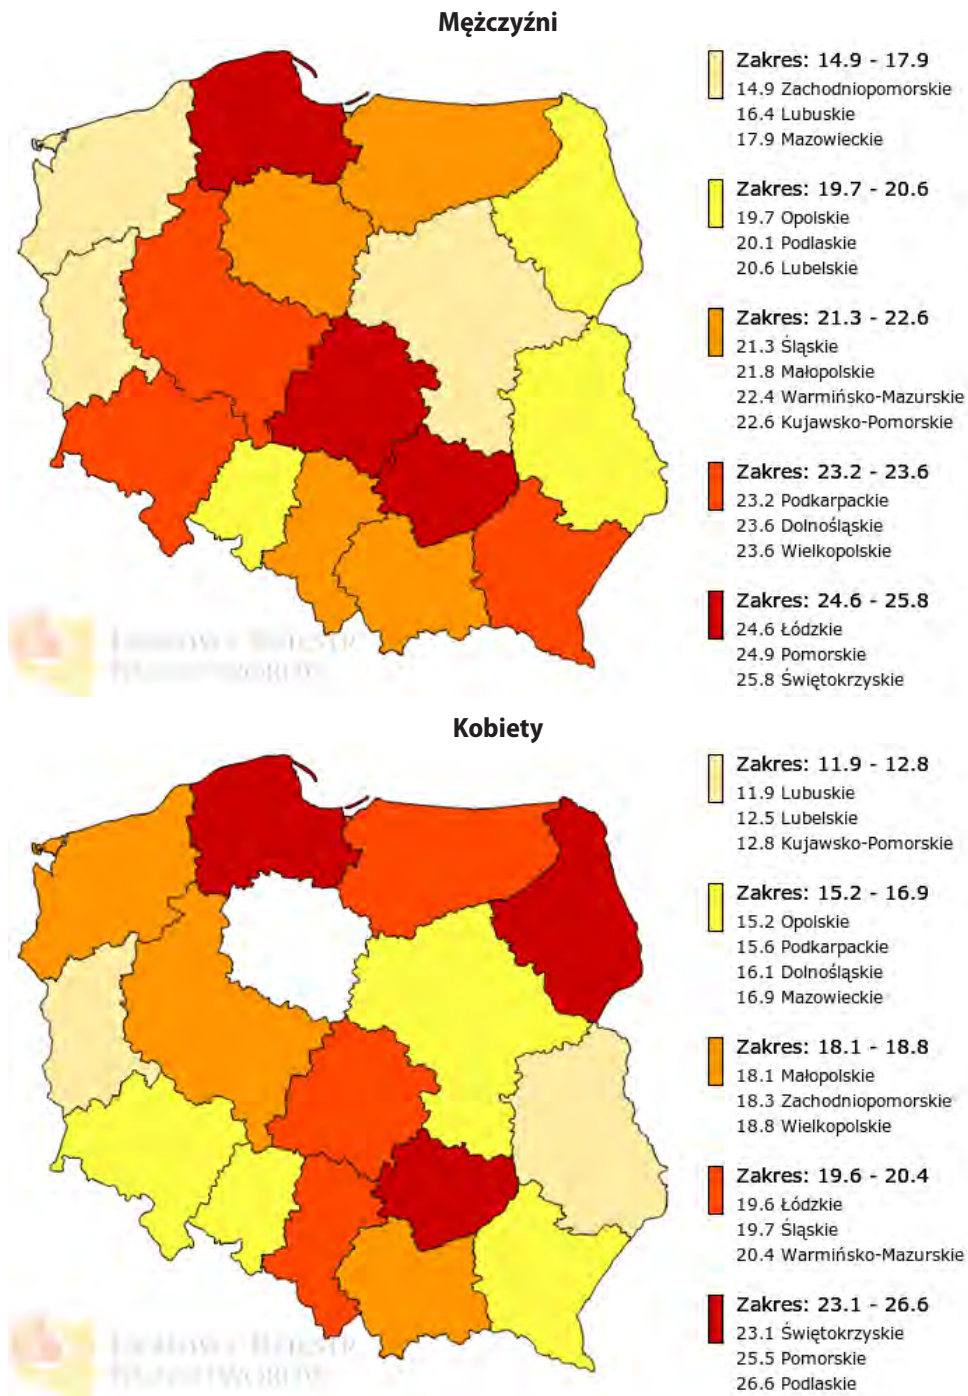 Mężczyźni
Zakres: 14.9 - 17.9
14.9 Zachodniopomorskie
16.4 Lubuskie
17.9 Mazowieckie
Zakres: 19.7 - 20.6
19.7 Opolskie
20.1 Podlaskie
20.6 Lubelskie
Zakres: 21.3 - 22.6
21.3 Śląskie
21.8 Małopolskie
22.4 Warmińsko-Mazurskie
22.6 Kujawsko-Pomorskie
Zakres: 23.2 - 23.6
23.2 Podkarpackie
23.6 Dolnośląskie
23.6 Wielkopolskie
Zakres: 24.6 - 25.8
24.6 Łódzkie
24.9 Pomorskie
25.8 Świętokrzyskie
Kobiety
Zakres: 11.9 - 12.8
11.9 Lubuskie
12.5 Lubelskie
12.8 Kujawsko-Pomorskie
Zakres: 15.2 - 16.9
15.2 Opolskie
15.6 Podkarpackie
16.1 Dolnośląskie
16.9 Mazowieckie
Zakres: 18.1 - 18.8
18.1 Małopolskie
18.3 Zachodniopomorskie
18.8 Wielkopolskie
Zakres: 19.6 - 20.4
19.6 Łódzkie
19.7 Śląskie
20.4 Warmińsko-Mazurskie
Zakres: 23.1 - 26.6
23.1 Świętokrzyskie
25.5 Pomorskie
26.6 Podlaskie